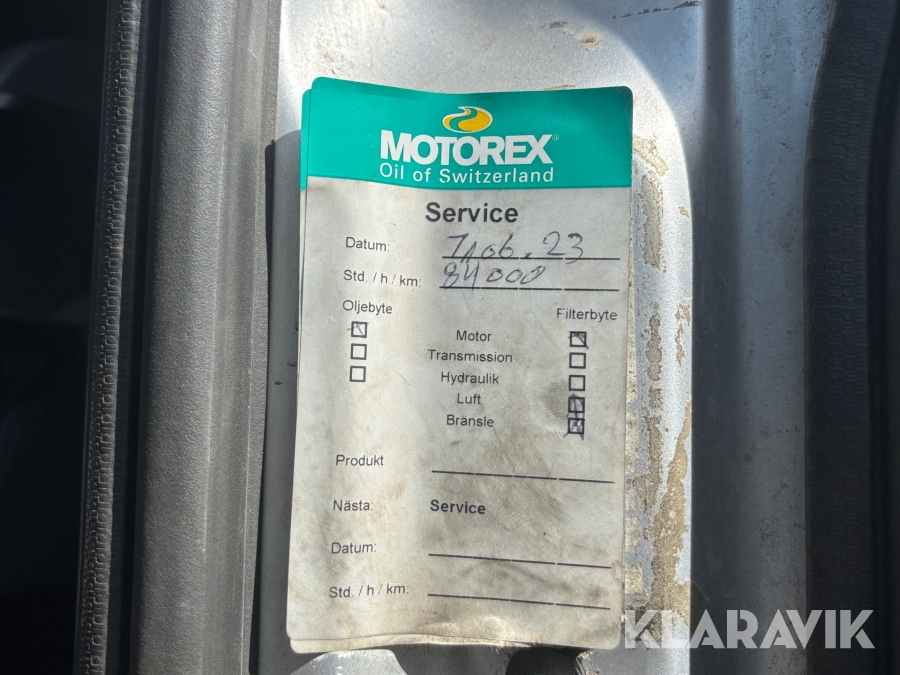 MOTOREX
Oil of Switzerland
Service
Datum: 7/06.23
Std. / h / km: 84000
Oljebyte Filterbyte
Motor
Transmission
Hydraulik
Luft
Bränsle
Produkt
Nästa: Service
Datum:
Std. / h / km:
KLARAVIK